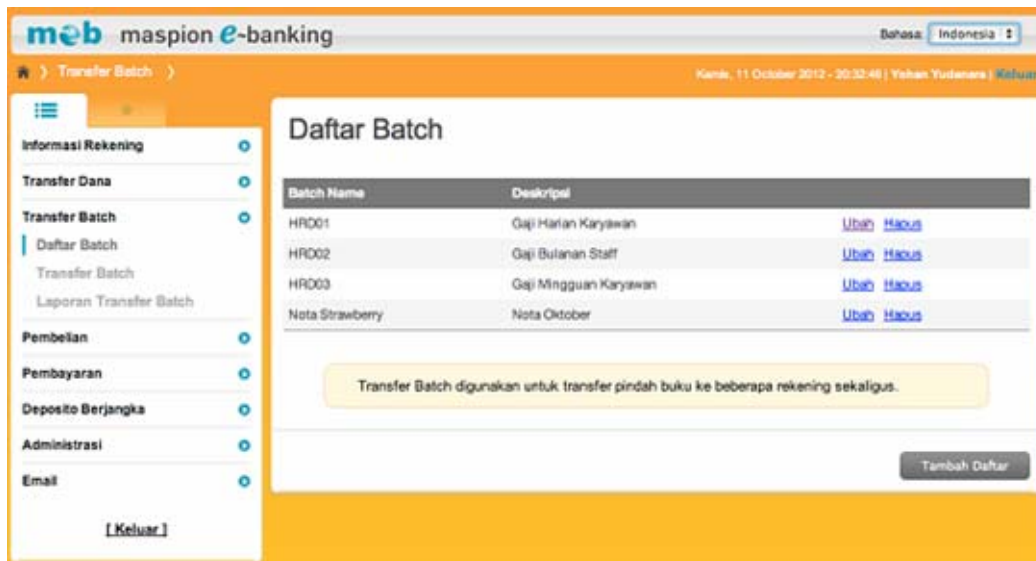 meb maspion e-banking
Bahasa: Indonesia
Transfer Batch
Kamis, 11 October 2012 - 20:32:46 | Yohan Yudanara | Keluar
Informasi Rekening
Transfer Dana
Transfer Batch
Daftar Batch
Transfer Batch
Laporan Transfer Batch
Pembelian
Pembayaran
Deposito Berjangka
Administrasi
Email
[ Keluar ]
Daftar Batch
Batch Name Deskripsi
HRD01 Gaji Harian Karyawan Ubah Hapus
HRD02 Gaji Bulanan Staff Ubah Hapus
HRD03 Gaji Mingguan Karyawan Ubah Hapus
Nota Strawberry Nota Oktober Ubah Hapus
Transfer Batch digunakan untuk transfer pindah buku ke beberapa rekening sekaligus.
Tambah Daftar